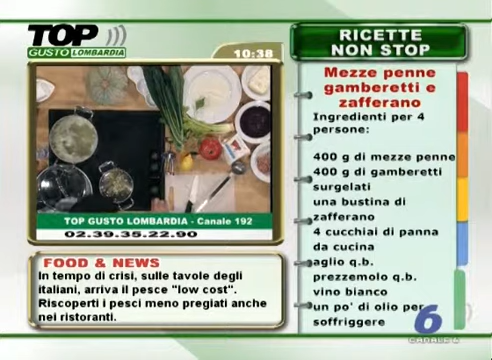 TOP
GUSTO LOMBARDIA
10:38
TOP GUSTO LOMBARDIA - Canale 192
02.39.35.22.90
FOOD & NEWS
In tempo di crisi, sulle tavole degli
italiani, arriva il pesce "low cost".
Riscoperti i pesci meno pregiati anche
nei ristoranti.
RICETTE
NON STOP
Mezze penne
gamberetti e
zafferano
Ingredienti per 4
persone:
400 g di mezze penne
400 g di gamberetti
surgelati
una bustina di
zafferano
4 cucchiai di panna
da cucina
aglio q.b.
prezzemolo q.b.
vino bianco
un po' di olio per
soffriggere
6
CANALE 6